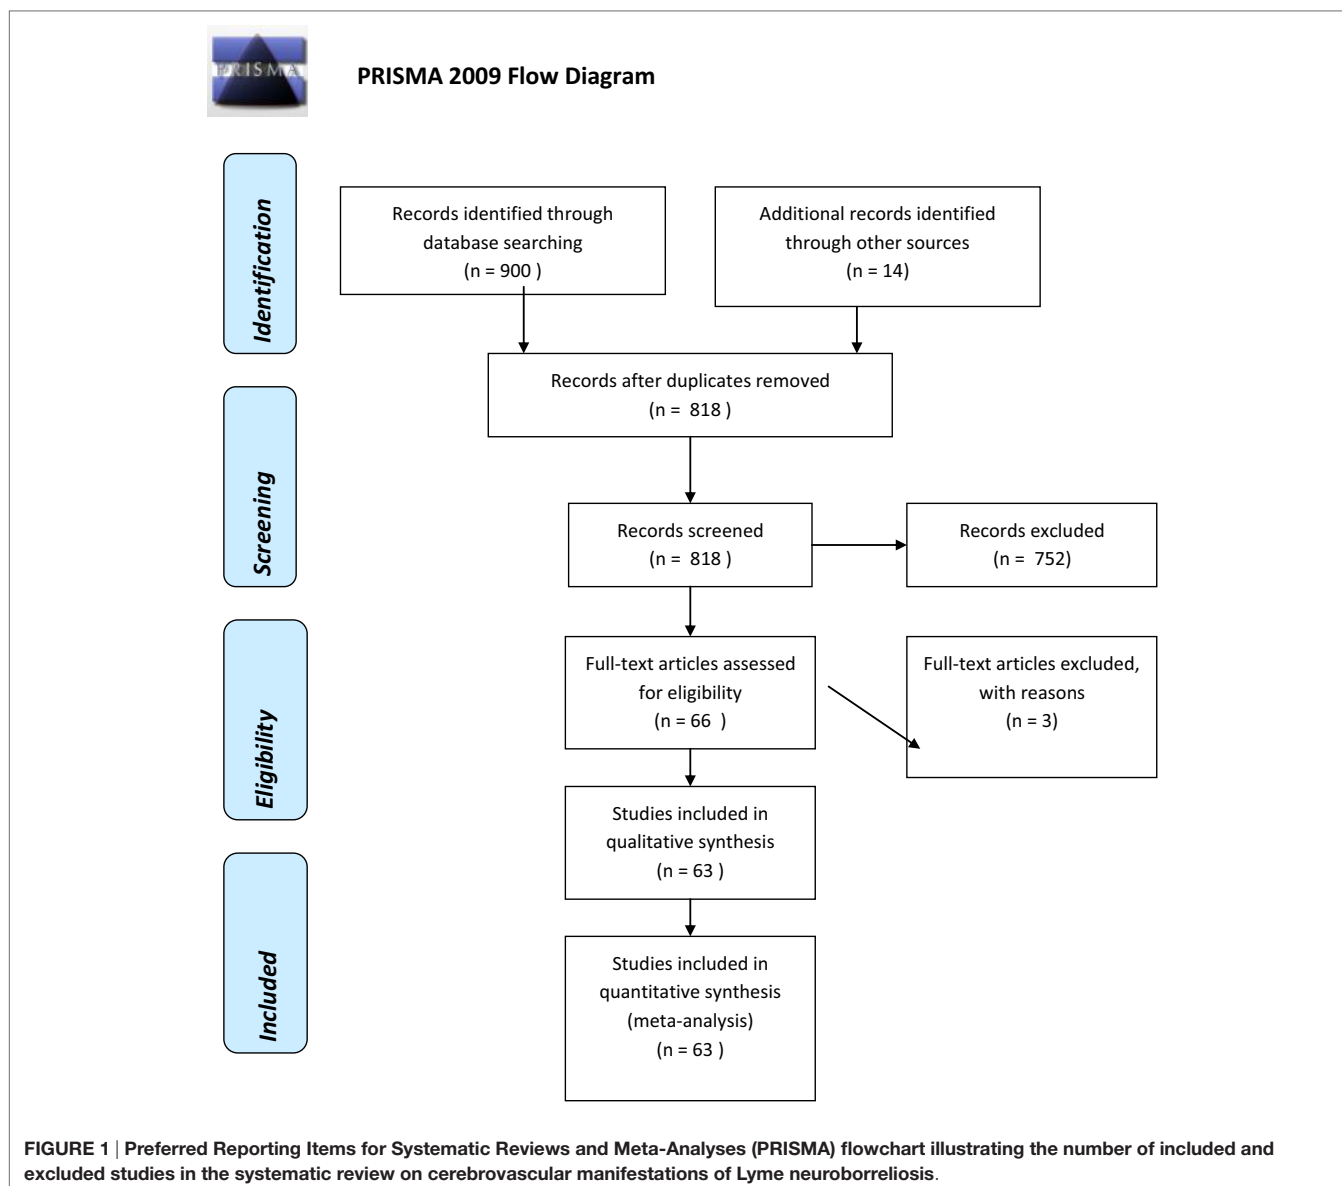 PRISMA
PRISMA 2009 Flow Diagram
Identification
Records identified through
database searching
(n = 900 )
Additional records identified
through other sources
(n = 14)
Records after duplicates removed
(n =  818 )
Screening
Records screened
(n = 818 )
Records excluded
(n =  752)
Eligibility
Full-text articles assessed
for eligibility
(n = 66  )
Full-text articles excluded,
with reasons
(n = 3)
Studies included in
qualitative synthesis
(n = 63 )
Included
Studies included in
quantitative synthesis
(meta-analysis)
(n = 63 )
FIGURE 1 | Preferred Reporting Items for Systematic Reviews and Meta-Analyses (PRISMA) flowchart illustrating the number of included and
excluded studies in the systematic review on cerebrovascular manifestations of Lyme neuroborreliosis.